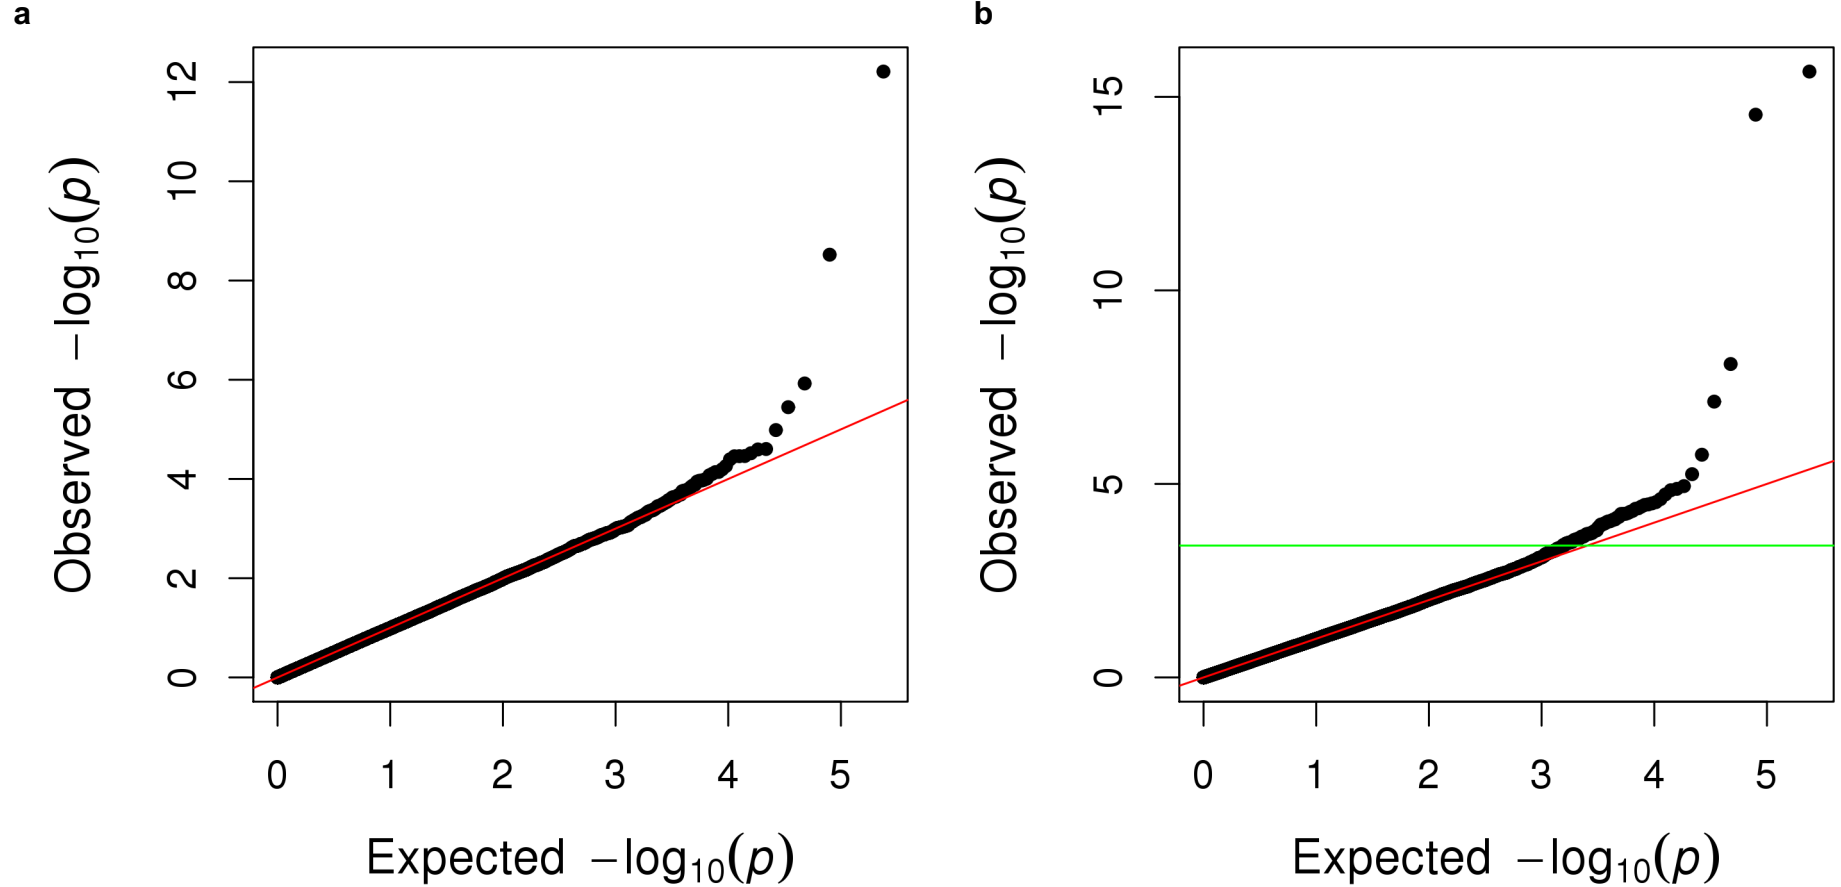 a
b
12
10
8
6
4
2
0
Observed −log10(p)
0 1 2 3 4 5
Expected −log10(p)
15
10
5
0
Observed −log10(p)
0 1 2 3 4 5
Expected −log10(p)